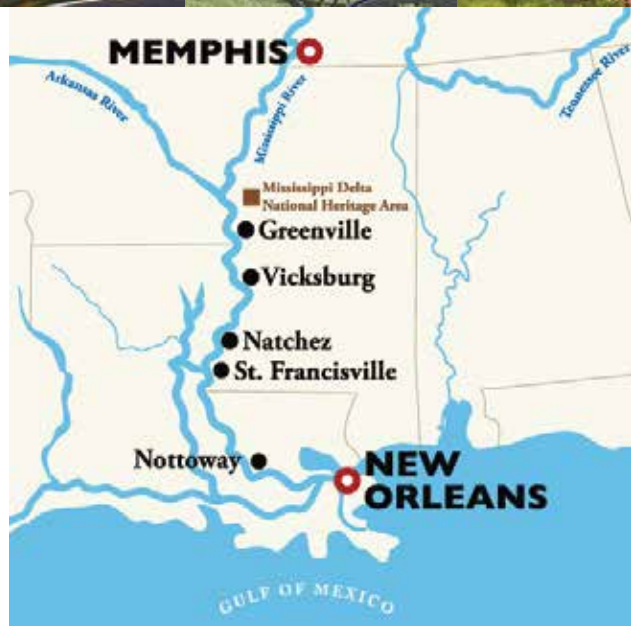 MEMPHIS
Arkansas River
Mississippi River
Tennessee River
Mississippi Delta
National Heritage Area
Greenville
Vicksburg
Natchez
St. Francisville
Nottoway
NEW
ORLEANS
GULF OF MEXICO